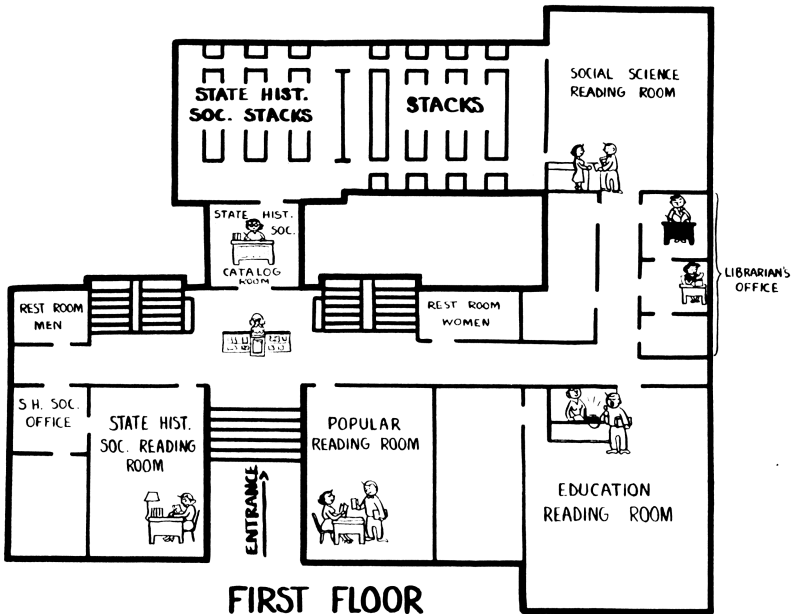 SOCIAL SCIENCE
READING ROOM
STATE HIST.
SOC. STACKS
STACKS
STATE HIST.
SOC.
CATALOG
ROOM
LIBRARIAN'S
OFFICE
REST ROOM
MEN
REST ROOM
WOMEN
S.H. SOC.
OFFICE
STATE HIST.
SOC. READING
ROOM
POPULAR
READING ROOM
ENTRANCE
EDUCATION
READING ROOM
FIRST FLOOR